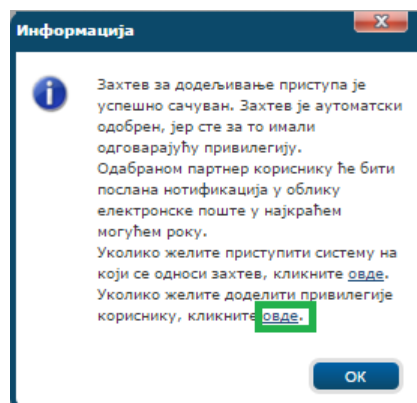 Информација
x
Захтев за додељивање приступа је
успешно сачуван. Захтев је аутоматски
одобрен, јер сте за то имали
одговарајућу привилегију.
Одабраном партнер кориснику ће бити
послана нотификација у облику
електронске поште у најкраћем
могућем року.
Уколико желите приступити систему на
који се односи захтев, кликните овде.
Уколико желите доделити привилегије
кориснику, кликните овде.
ОК